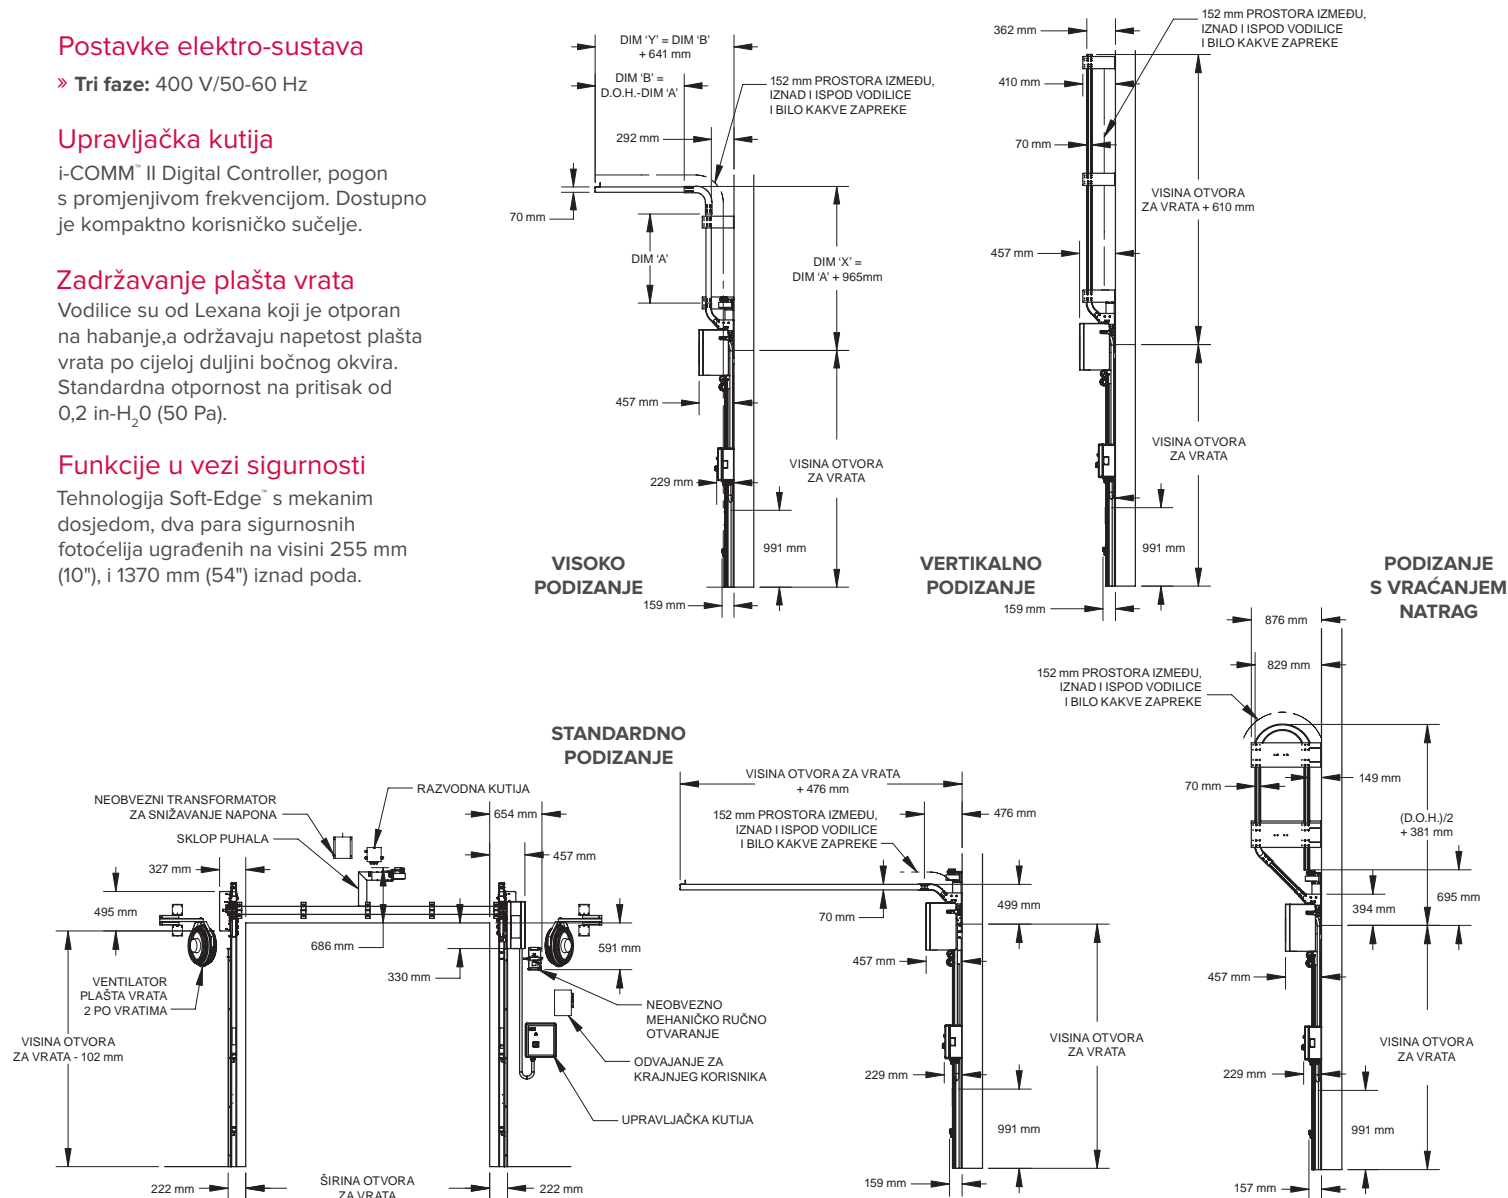 Postavke elektro-sustava
» Tri faze: 400 V/50-60 Hz
Upravljačka kutija
i-COMM™ II Digital Controller, pogon
s promjenjivom frekvencijom. Dostupno
je kompaktno korisničko sučelje.
Zadržavanje plašta vrata
Vodilice su od Lexana koji je otporan
na habanje,a održavaju napetost plašta
vrata po cijeloj duljini bočnog okvira.
Standardna otpornost na pritisak od
0,2 in-H₂0 (50 Pa).
Funkcije u vezi sigurnosti
Tehnologija Soft-Edge™ s mekanim
dosjedom, dva para sigurnosnih
fotoćelija ugrađenih na visini 255 mm
(10"), i 1370 mm (54") iznad poda.
DIM 'Y' = DIM 'B'
+ 641 mm
DIM 'B' =
D.O.H.-DIM 'A'
152 mm PROSTORA IZMEĐU,
IZNAD I ISPOD VODILICE
I BILO KAKVE ZAPREKE
292 mm
70 mm
DIM 'A'
DIM 'X' =
DIM 'A' + 965mm
457 mm
VISINA OTVORA
ZA VRATA
229 mm
991 mm
VISOKO
PODIZANJE
159 mm
362 mm
152 mm PROSTORA IZMEĐU,
IZNAD I ISPOD VODILICE
I BILO KAKVE ZAPREKE
410 mm
70 mm
VISINA OTVORA
ZA VRATA + 610 mm
457 mm
VISINA OTVORA
ZA VRATA
991 mm
VERTIKALNO
PODIZANJE
159 mm
PODIZANJE
S VRAĆANJEM
NATRAG
876 mm
829 mm
152 mm PROSTORA IZMEĐU,
IZNAD I ISPOD VODILICE
I BILO KAKVE ZAPREKE
70 mm
149 mm
(D.O.H.)/2
+ 381 mm
695 mm
394 mm
457 mm
VISINA OTVORA
ZA VRATA
229 mm
991 mm
157 mm
STANDARDNO
PODIZANJE
NEOBVEZNI TRANSFORMATOR
ZA SNIŽAVANJE NAPONA
RAZVODNA KUTIJA
SKLOP PUHALA
654 mm
457 mm
327 mm
495 mm
686 mm
330 mm
591 mm
VENTILATOR
PLAŠTA VRATA
2 PO VRATIMA
VISINA OTVORA
ZA VRATA - 102 mm
NEOBVEZNO
MEHANIČKO RUČNO
OTVARANJE
ODVAJANJE ZA
KRAJNJEG KORISNIKA
UPRAVLJAČKA KUTIJA
222 mm
ŠIRINA OTVORA
ZA VRATA
222 mm
VISINA OTVORA ZA VRATA
+ 476 mm
152 mm PROSTORA IZMEĐU,
IZNAD I ISPOD VODILICE
I BILO KAKVE ZAPREKE
476 mm
70 mm
499 mm
457 mm
VISINA OTVORA
ZA VRATA
229 mm
991 mm
159 mm